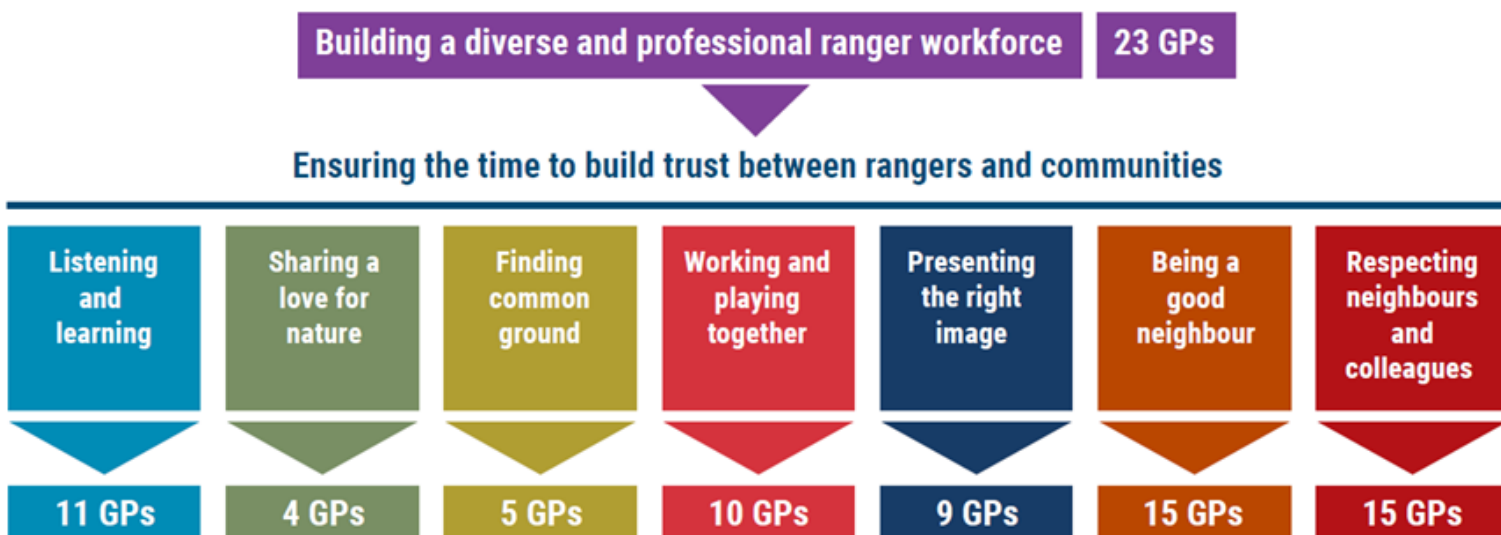 Building a diverse and professional ranger workforce
23 GPs
Ensuring the time to build trust between rangers and communities
Listening
and
learning
11 GPs
Sharing a
love for
nature
4 GPs
Finding
common
ground
5 GPs
Working and
playing
together
10 GPs
Presenting
the right
image
9 GPs
Being a
good
neighbour
15 GPs
Respecting
neighbours
and
colleagues
15 GPs